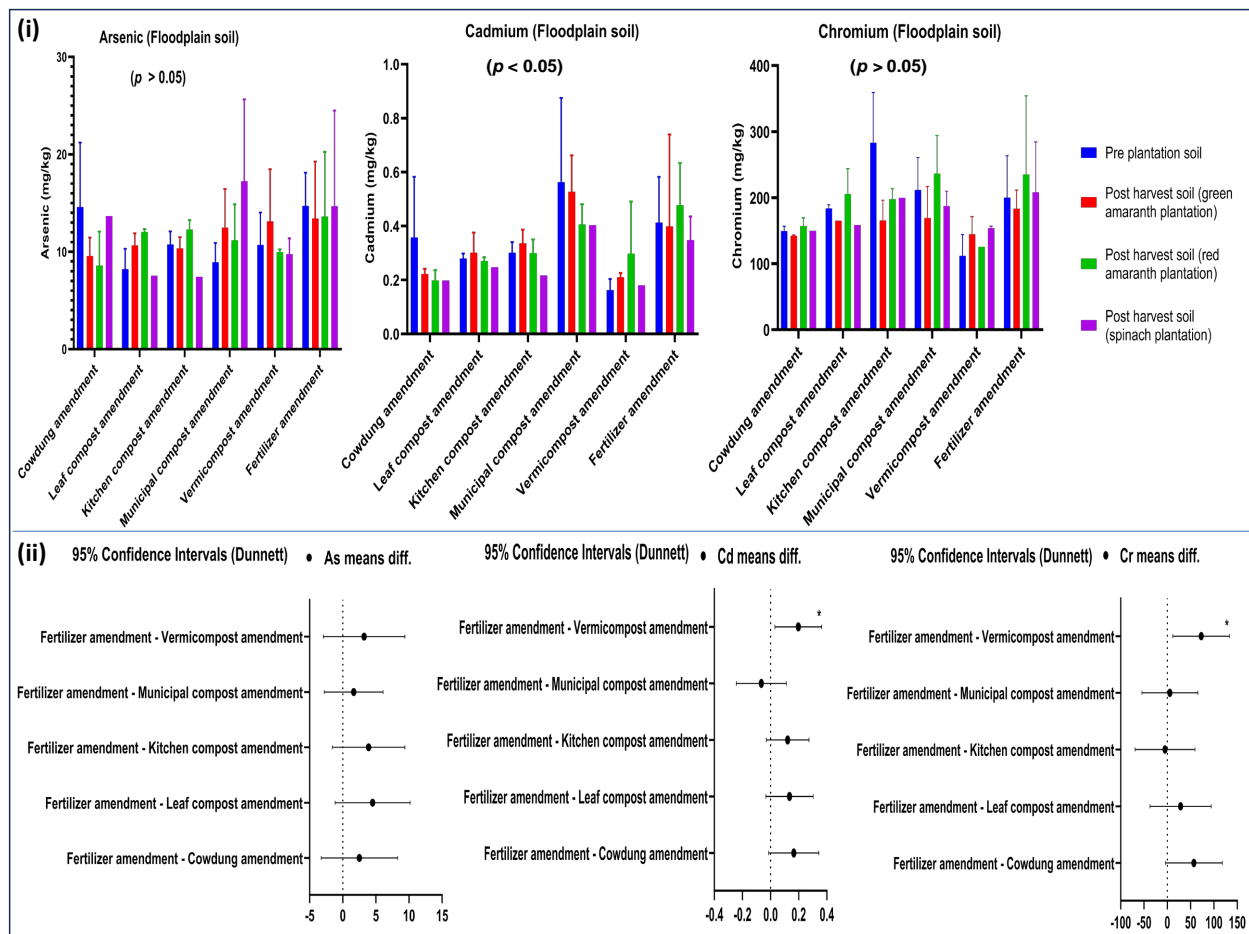 (i)
Arsenic (Floodplain soil)
(p > 0.05)
Arsenic (mg/kg)
30
20
10
0
Cowdung amendment
Leaf compost amendment
Kitchen compost amendment
Municipal compost amendment
Vermicompost amendment
Fertilizer amendment
Cadmium (Floodplain soil)
(p < 0.05)
Cadmium (mg/kg)
1.0
0.8
0.6
0.4
0.2
0.0
Cowdung amendment
Leaf compost amendment
Kitchen compost amendment
Municipal compost amendment
Vermicompost amendment
Fertilizer amendment
Chromium (Floodplain soil)
(p > 0.05)
Chromium (mg/kg)
400
300
200
100
0
Cowdung amendment
Leaf compost amendment
Kitchen compost amendment
Municipal compost amendment
Vermicompost amendment
Fertilizer amendment
Pre plantation soil
Post harvest soil (green
amaranth plantation)
Post harvest soil (red
amaranth plantation)
Post harvest soil
(spinach plantation)
(ii)
95% Confidence Intervals (Dunnett)
As means diff.
Fertilizer amendment - Vermicompost amendment
Fertilizer amendment - Municipal compost amendment
Fertilizer amendment - Kitchen compost amendment
Fertilizer amendment - Leaf compost amendment
Fertilizer amendment - Cowdung amendment
-5 0 5 10 15
95% Confidence Intervals (Dunnett)
Cd means diff.
*
Fertilizer amendment - Vermicompost amendment
Fertilizer amendment - Municipal compost amendment
Fertilizer amendment - Kitchen compost amendment
Fertilizer amendment - Leaf compost amendment
Fertilizer amendment - Cowdung amendment
-0.4 -0.2 0.0 0.2 0.4
95% Confidence Intervals (Dunnett)
Cr means diff.
*
Fertilizer amendment - Vermicompost amendment
Fertilizer amendment - Municipal compost amendment
Fertilizer amendment - Kitchen compost amendment
Fertilizer amendment - Leaf compost amendment
Fertilizer amendment - Cowdung amendment
-100 -50 0 50 100 150